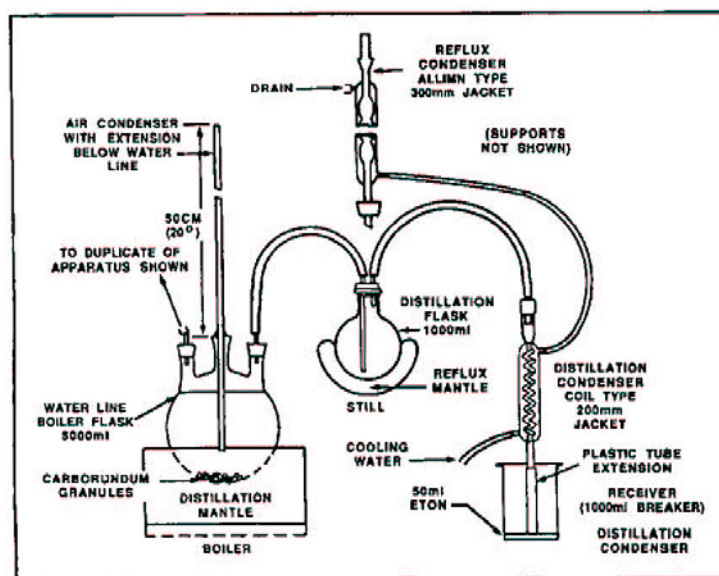 REFLUX
CONDENSER
ALLIMN TYPE
300mm JACKET
DRAIN
AIR CONDENSER
WITH EXTENSION
BELOW WATER
LINE
(SUPPORTS
NOT SHOWN)
50CM
(20°)
TO DUPLICATE OF
APPARATUS SHOWN
DISTILLATION
FLASK
1000ml
REFLUX
MANTLE
STILL
DISTILLATION
CONDENSER
COIL TYPE
200mm
JACKET
WATER LINE
BOILER FLASK
5000ml
COOLING
WATER
CARBORUNDUM
GRANULES
DISTILLATION
MANTLE
BOILER
PLASTIC TUBE
EXTENSION
50ml
ETON
RECEIVER
(1000ml BREAKER)
DISTILLATION
CONDENSER